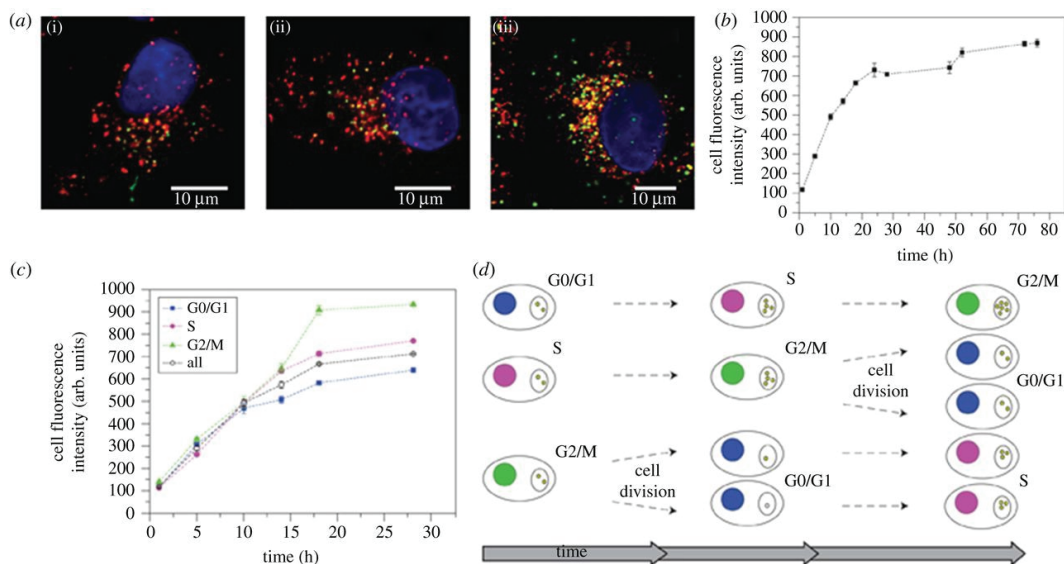 (a)
(i)
10 µm
(ii)
10 µm
(iii)
10 µm
(b)
1000
900
800
700
600
500
400
300
200
100
0
cell fluorescence
intensity (arb. units)
0 10 20 30 40 50 60 70 80
time (h)
(c)
1000
900
800
700
600
500
400
300
200
100
0
cell fluorescence
intensity (arb. units)
G0/G1
S
G2/M
all
0 5 10 15 20 25 30
time (h)
(d)
G0/G1
S
G2/M
S
G2/M
cell
division
G0/G1
G2/M
cell
division
G0/G1
S
time